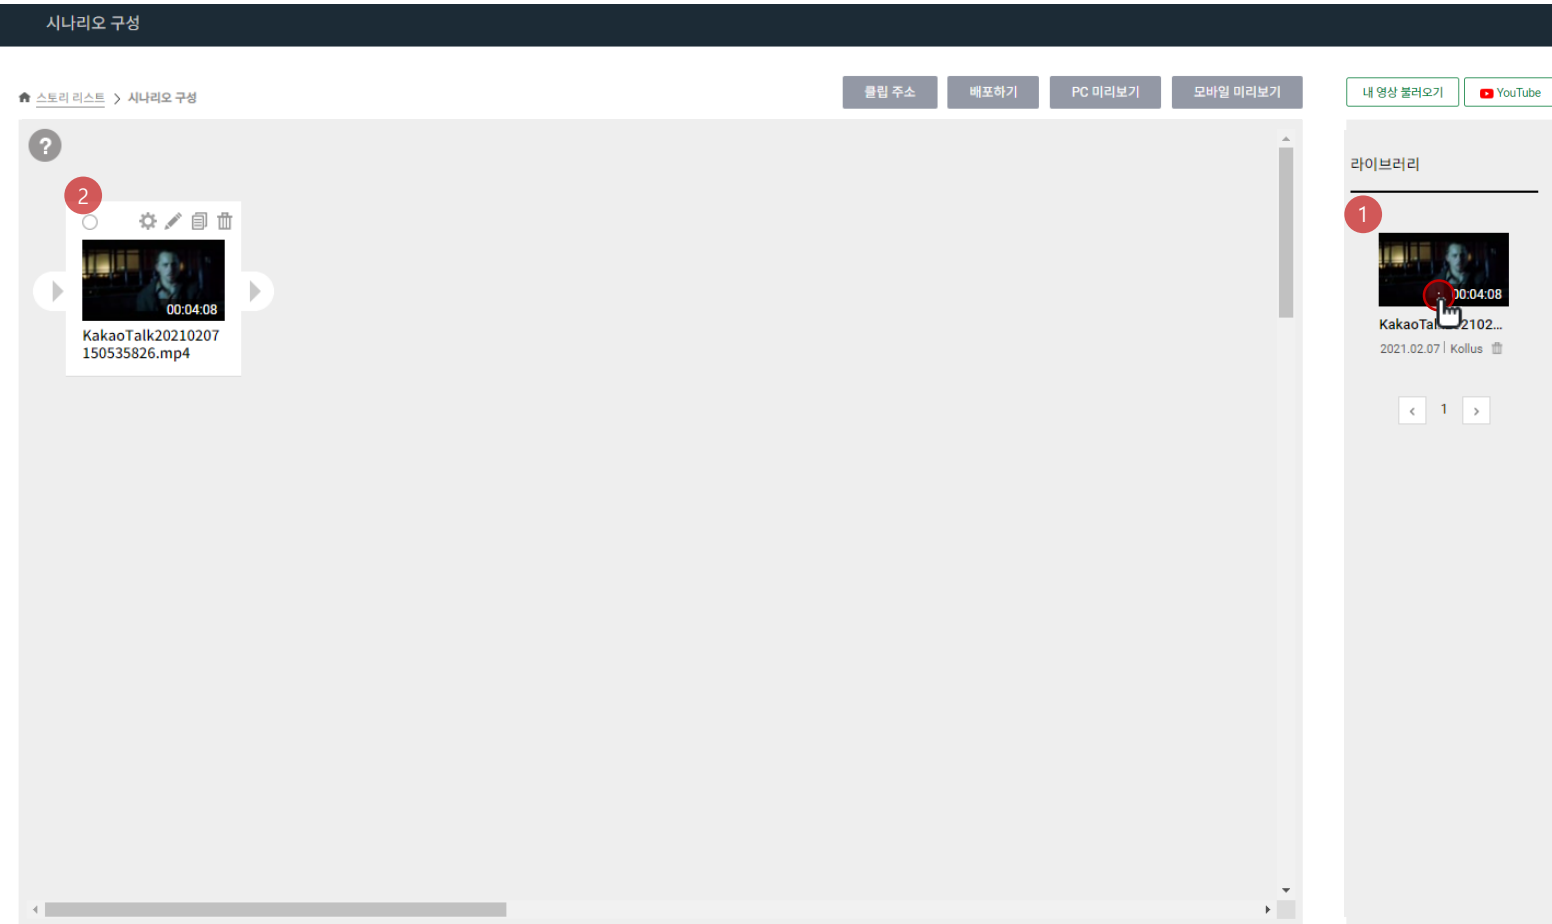 시나리오 구성
스토리 리스트 > 시나리오 구성
클립 주소
배포하기
PC 미리보기
모바일 미리보기
내 영상 불러오기
YouTube
?
라이브러리
2
00:04:08
KakaoTalk20210207
150535826.mp4
1
00:04:08
KakaoTal 2102...
2021.02.07 | Kollus
< 1 >